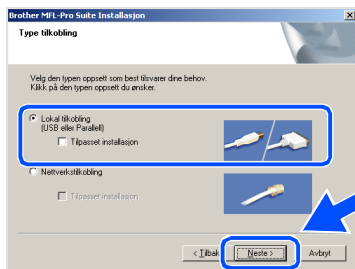 Brother MFL-Pro Suite Installasjon
Type tilkobling
Velg den typen oppsett som best tilsvarer dine behov.
Klikk på den typen oppsett du ønsker.
Lokal tilkobling
(USB eller Parallell)
Tilpasset installasjon
Nettverkstilkobling
Tilpasset installasjon
< Tilbak
Neste >
Avbryt